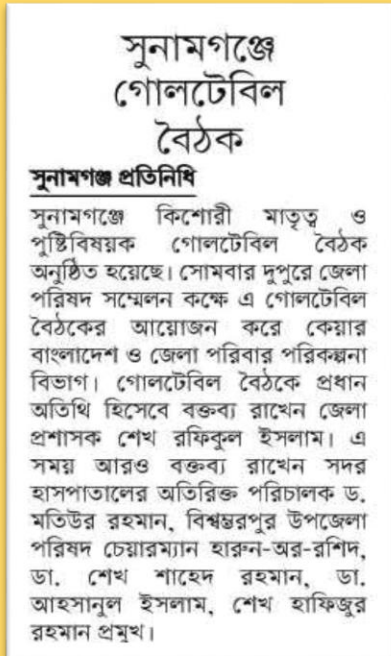 সুনামগঞ্জে
গোলটেবিল
বৈঠক
সুনামগঞ্জ প্রতিনিধি
সুনামগঞ্জে কিশোরী মাতৃত্ব ও
পুষ্টিবিষয়ক গোলটেবিল বৈঠক
অনুষ্ঠিত হয়েছে। সোমবার দুপুরে জেলা
পরিষদ সম্মেলন কক্ষে এ গোলটেবিল
বৈঠকের আয়োজন করে কেয়ার
বাংলাদেশ ও জেলা পরিবার পরিকল্পনা
বিভাগ। গোলটেবিল বৈঠকে প্রধান
অতিথি হিসেবে বক্তব্য রাখেন জেলা
প্রশাসক শেখ রফিকুল ইসলাম। এ
সময় আরও বক্তব্য রাখেন সদর
হাসপাতালের অতিরিক্ত পরিচালক ড.
মতিউর রহমান, বিশ্বম্ভরপুর উপজেলা
পরিষদ চেয়ারম্যান হারুন-অর-রশিদ,
ডা. শেখ শাহেদ রহমান, ডা.
আহসানুল ইসলাম, শেখ হাফিজুর
রহমান প্রমুখ।